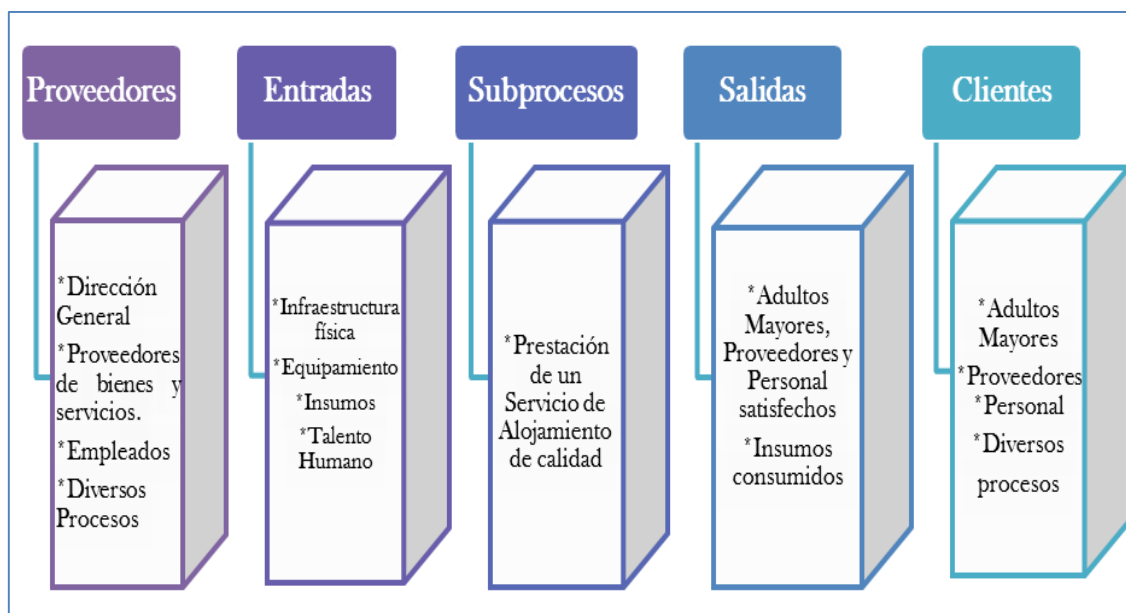 Proveedores
*Dirección
General
*Proveedores
de bienes y
servicios.
*Empleados
*Diversos
Procesos
Entradas
*Infraestructura
física
*Equipamiento
*Insumos
*Talento
Humano
Subprocesos
*Prestación
de un
Servicio de
Alojamiento
de calidad
Salidas
*Adultos
Mayores,
Proveedores y
Personal
satisfechos
*Insumos
consumidos
Clientes
*Adultos
Mayores
*Proveedores
*Personal
*Diversos
procesos